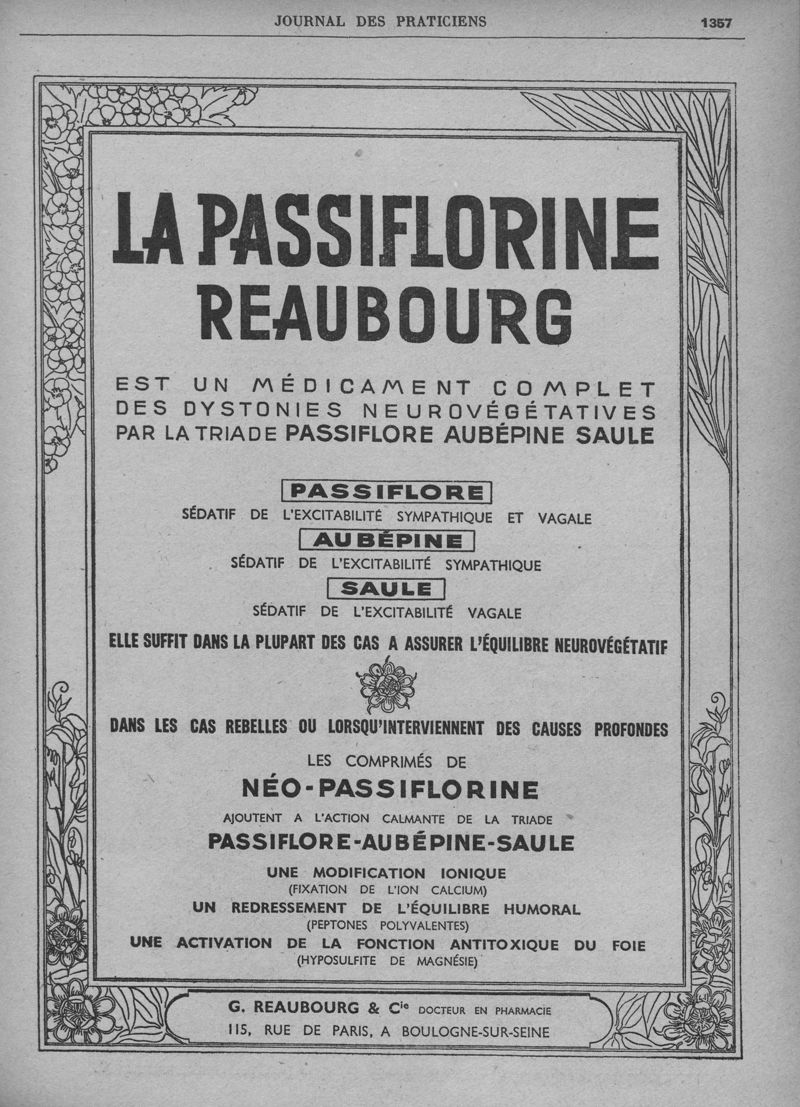 JOURNAL DES PRATICIENS 1357
LA PASSIFLORINE
REAUBOURG
EST UN MÉDICAMENT COMPLET
DES DYSTONIES NEUROVÉGÉTATIVES
PAR LA TRIADE PASSIFLORE AUBÉPINE SAULE
PASSIFLORE
SÉDATIF DE L'EXCITABILITÉ SYMPATHIQUE ET VAGALE
AUBÉPINE
SÉDATIF DE L'EXCITABILITÉ SYMPATHIQUE
SAULE
SÉDATIF DE L'EXCITABILITÉ VAGALE
ELLE SUFFIT DANS LA PLUPART DES CAS A ASSURER L'ÉQUILIBRE NEUROVÉGÉTATIF
DANS LES CAS REBELLES OU LORSQU'INTERVIENNENT DES CAUSES PROFONDES
LES COMPRIMÉS DE
NÉO-PASSIFLORINE
AJOUTENT A L'ACTION CALMANTE DE LA TRIADE
PASSIFLORE-AUBÉPINE-SAULE
UNE MODIFICATION IONIQUE
(FIXATION DE L'ION CALCIUM)
UN REDRESSEMENT DE L'ÉQUILIBRE HUMORAL
(PEPTONES POLYVALENTES)
UNE ACTIVATION DE LA FONCTION ANTITOXIQUE DU FOIE
(HYPOSULFITE DE MAGNÉSIE)
G. REAUBOURG & Cie DOCTEUR EN PHARMACIE
115, RUE DE PARIS, A BOULOGNE-SUR-SEINE